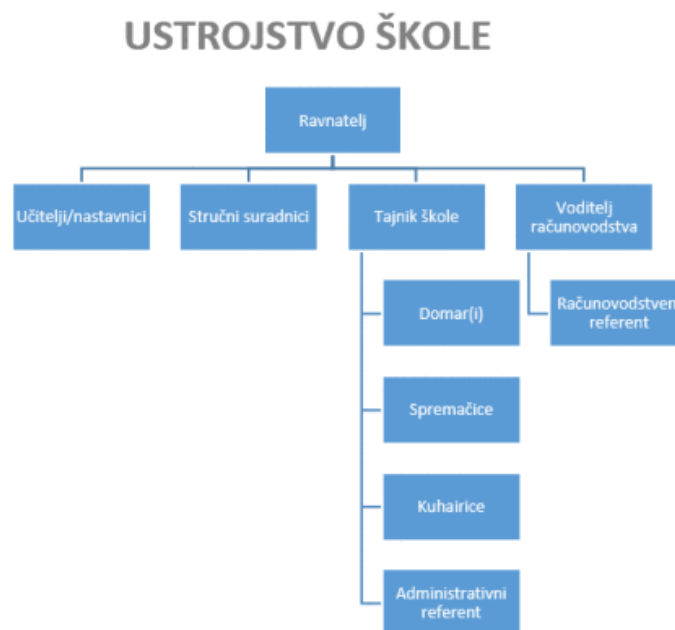 USTROJSTVO ŠKOLE
Ravnatelj
Učitelji/nastavnici
Stručni suradnici
Tajnik škole
Voditelj
računovodstva
Domar(i)
Računovodstven
referent
Spremačice
Kuhairice
Administrativni
referent